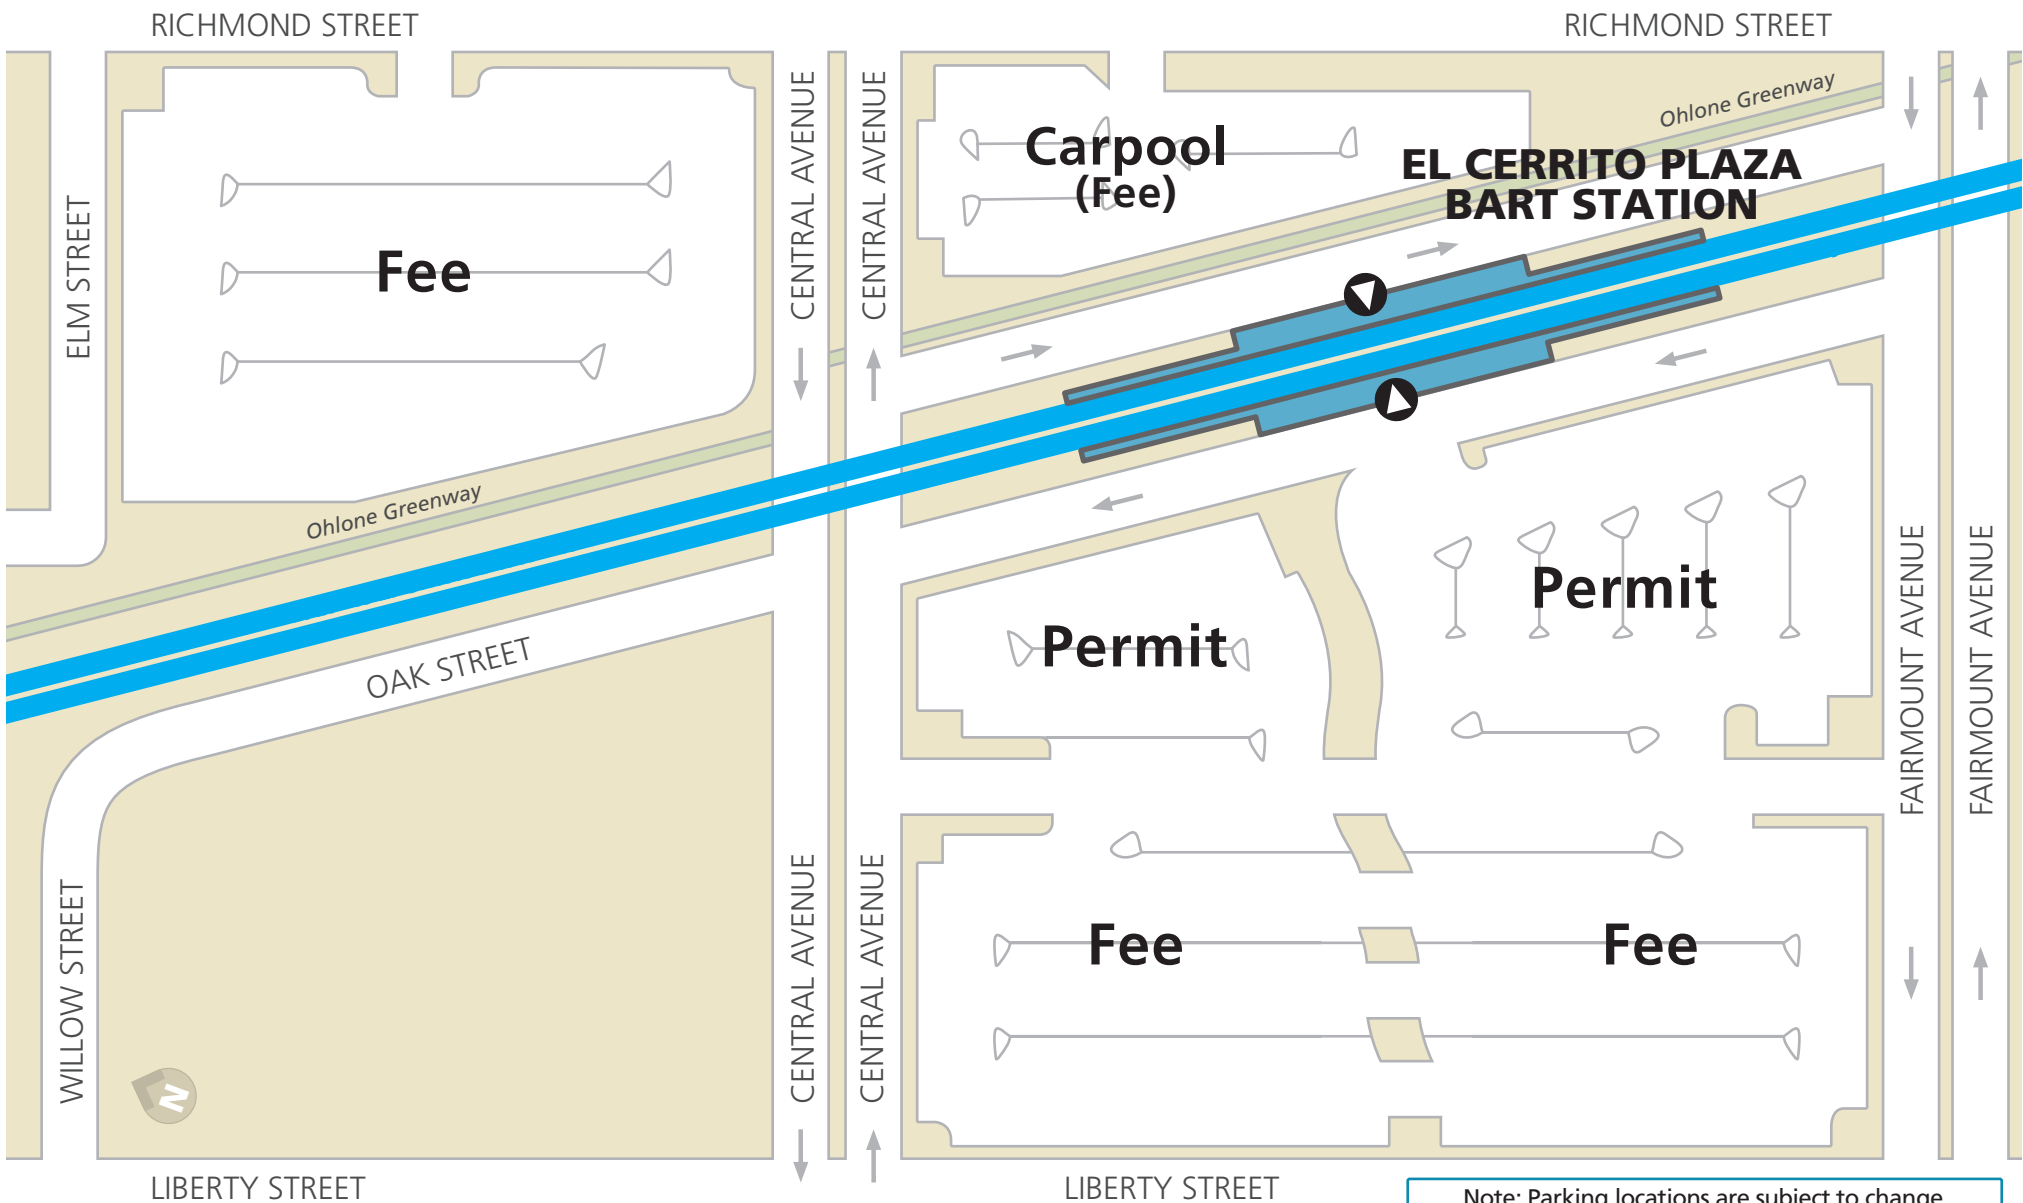 RICHMOND STREET
RICHMOND STREET
Ohlone Greenway
CENTRAL AVENUE
CENTRAL AVENUE
Carpool
(Fee)
EL CERRITO PLAZA
BART STATION
ELM STREET
Fee
Ohlone Greenway
OAK STREET
Permit
Permit
FAIRMOUNT AVENUE
FAIRMOUNT AVENUE
WILLOW STREET
CENTRAL AVENUE
CENTRAL AVENUE
Fee
Fee
N
LIBERTY STREET
LIBERTY STREET
Note: Parking locations are subject to change